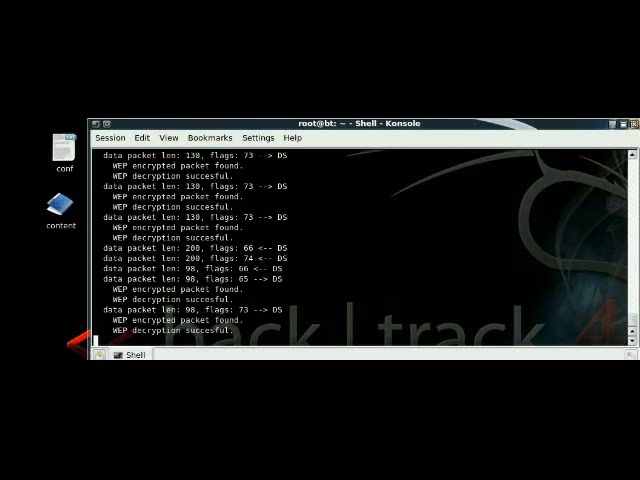 root@bt: ~ - Shell - Konsole
Session Edit View Bookmarks Settings Help
data packet len: 130, flags: 73 --> DS
WEP encrypted packet found.
WEP decryption succesful.
data packet len: 130, flags: 73 --> DS
WEP encrypted packet found.
WEP decryption succesful.
data packet len: 130, flags: 73 --> DS
WEP encrypted packet found.
WEP decryption succesful.
data packet len: 200, flags: 66 <-- DS
data packet len: 200, flags: 74 <-- DS
data packet len: 98, flags: 66 <-- DS
data packet len: 98, flags: 65 --> DS
WEP encrypted packet found.
WEP decryption succesful.
data packet len: 98, flags: 73 --> DS
WEP encrypted packet found.
WEP decryption succesful.
back | track 4
Shell
conf
content